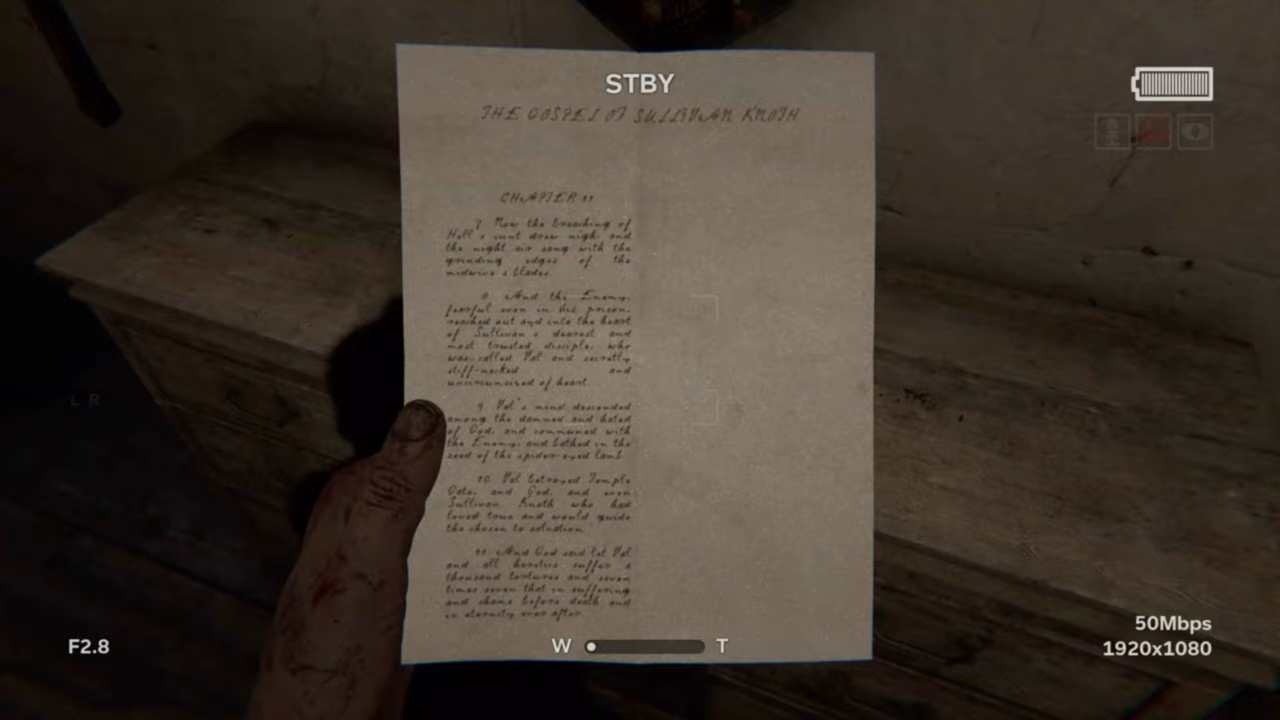 STBY
THE GOSPEL OF SULLIVAN KNOTH
CHAPTER 11
7. Now the breaching of
Hell's cunt drew nigh, and
the night air sang with the
grinding edges of the
midwive's blades.
8. And the Enemy,
fearful even in his prison,
reached out and into the heart
of Sullivan's dearest and
most trusted disciple, who
was called Val and secretly
stiff-necked and
uncircumcised of heart.
9. Val's mind descended
among the damned and hated
of God, and communed with
the Enemy, and bathed in the
seed of the spider-eyed lamb.
10. Val betrayed Temple
Gate, and God, and even
Sullivan Knoth who had
loved true and would guide
the chosen to salvation.
11. And God said let Val
and all heretics suffer a
thousand tortures and seven
times seven that in suffering
and shame before death and
in eternity ever after.
L R
F2.8
W T
50Mbps
1920x1080